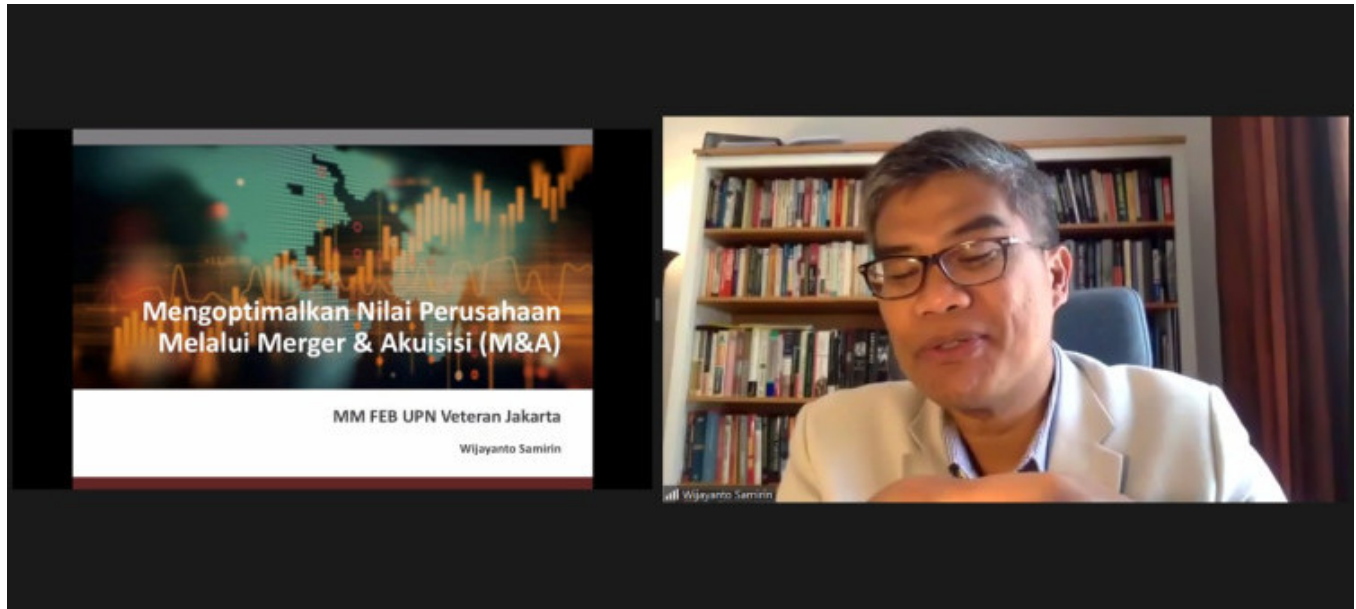 Mengoptimalkan Nilai Perusahaan
Melalui Merger & Akuisisi (M&A)
MM FEB UPN Veteran Jakarta
Wijayanto Samirin
Wijayanto Samirin